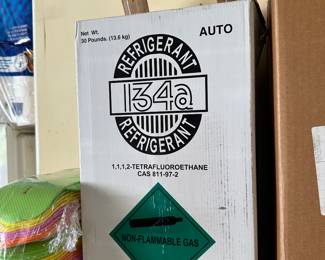 Net Wt.
30 Pounds. (13.6 kg)
AUTO
REFRIGERANT
134a
REFRIGERANT
1,1,1,2-TETRAFLUOROETHANE
CAS 811-97-2
NON-FLAMMABLE GAS